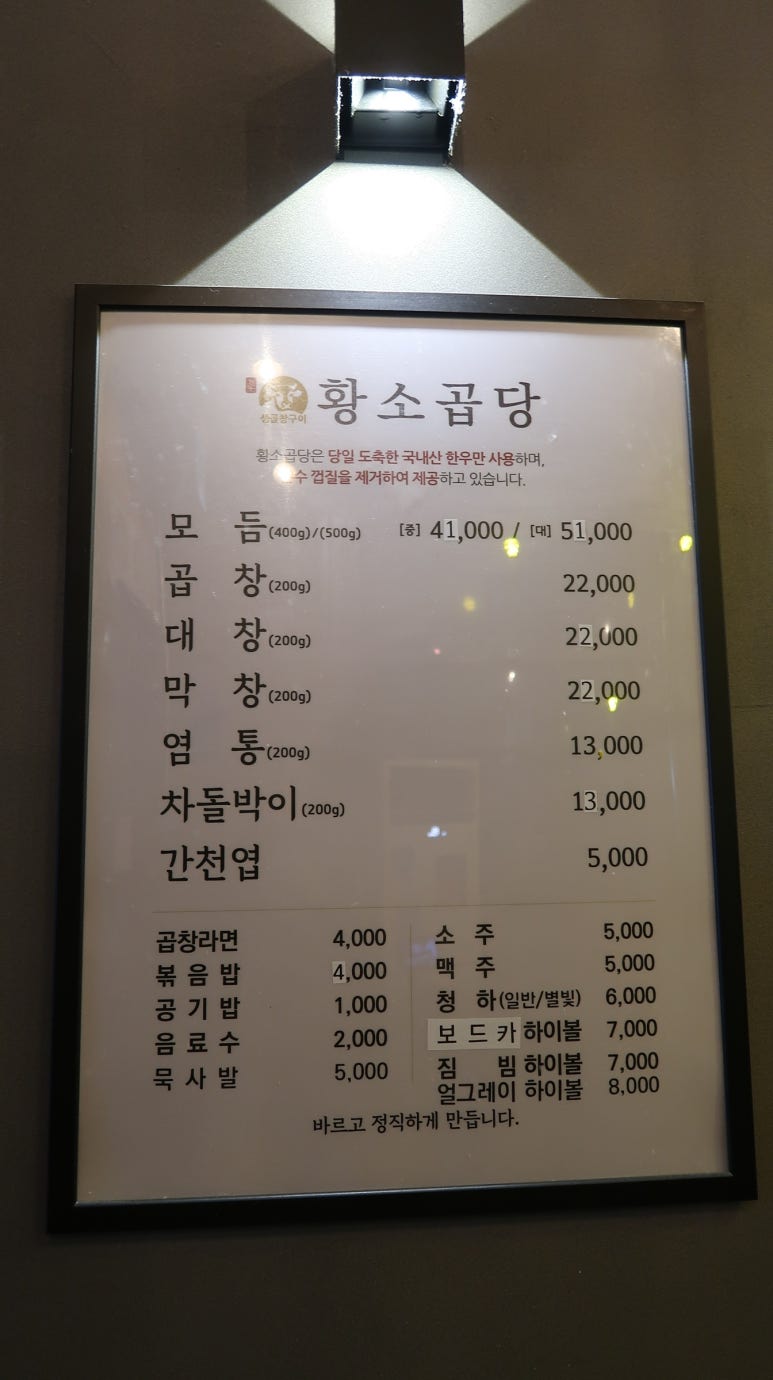 생골창구이
황소곱당
황소곱당은 당일 도축한 국내산 한우만 사용하며,
껍질을 제거하여 제공하고 있습니다.
모 듬(400g)/(500g) [중] 41,000 / [대] 51,000
곱 창(200g) 22,000
대 창(200g) 22,000
막 창(200g) 22,000
염 통(200g) 13,000
차돌박이(200g) 13,000
간천엽 5,000
곱창라면 4,000
볶음밥 4,000
공기밥 1,000
음료수 2,000
묵사발 5,000
소 주 5,000
맥 주 5,000
청 하(일반/별빛) 6,000
보드카 하이볼 7,000
짐 빔 하이볼 7,000
얼그레이 하이볼 8,000
바르고 정직하게 만듭니다.